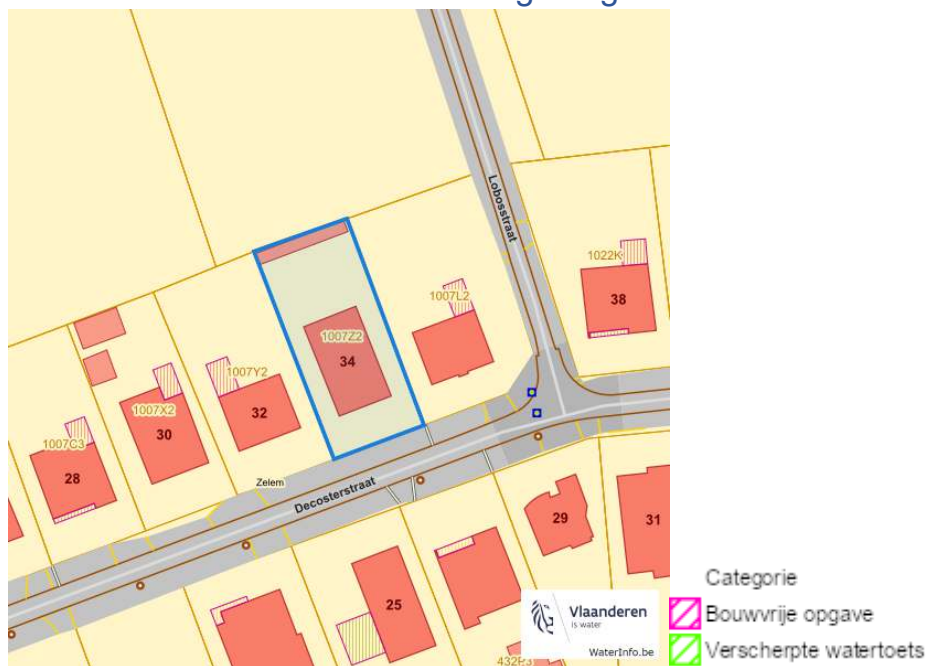 Lobosstraat
1022K
38
1007L2
1007Z2
34
1007Y2
32
1007X2
30
1007C3
28
Zelem
Decosterstraat
29
31
25
432P3
Vlaanderen
is water
WaterInfo.be
Categorie
Bouwvrije opgave
Verscherpte watertoets